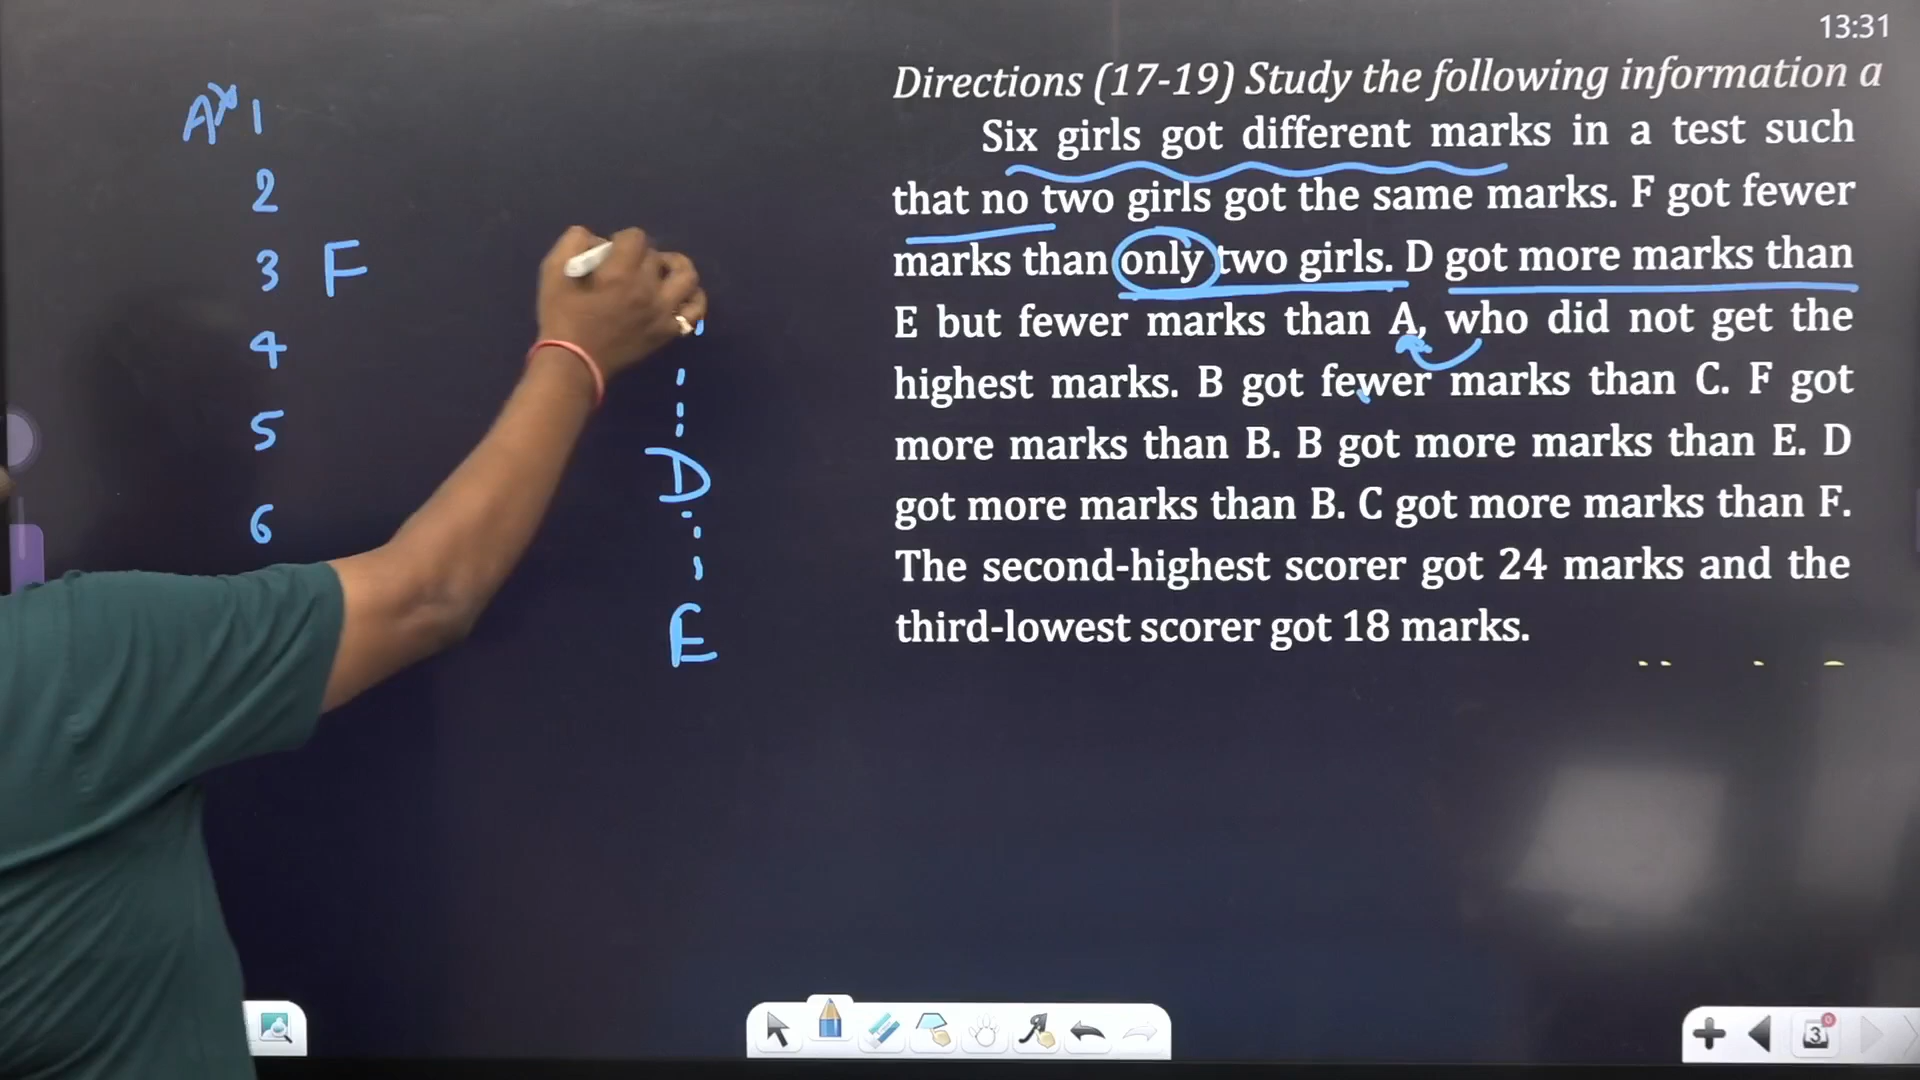 13:31
Directions (17-19) Study the following information a
Six girls got different marks in a test such
that no two girls got the same marks. F got fewer
marks than only two girls. D got more marks than
E but fewer marks than A, who did not get the
highest marks. B got fewer marks than C. F got
more marks than B. B got more marks than E. D
got more marks than B. C got more marks than F.
The second-highest scorer got 24 marks and the
third-lowest scorer got 18 marks.
Ax 1
2
3 F
4
5
6
D
E
3
0